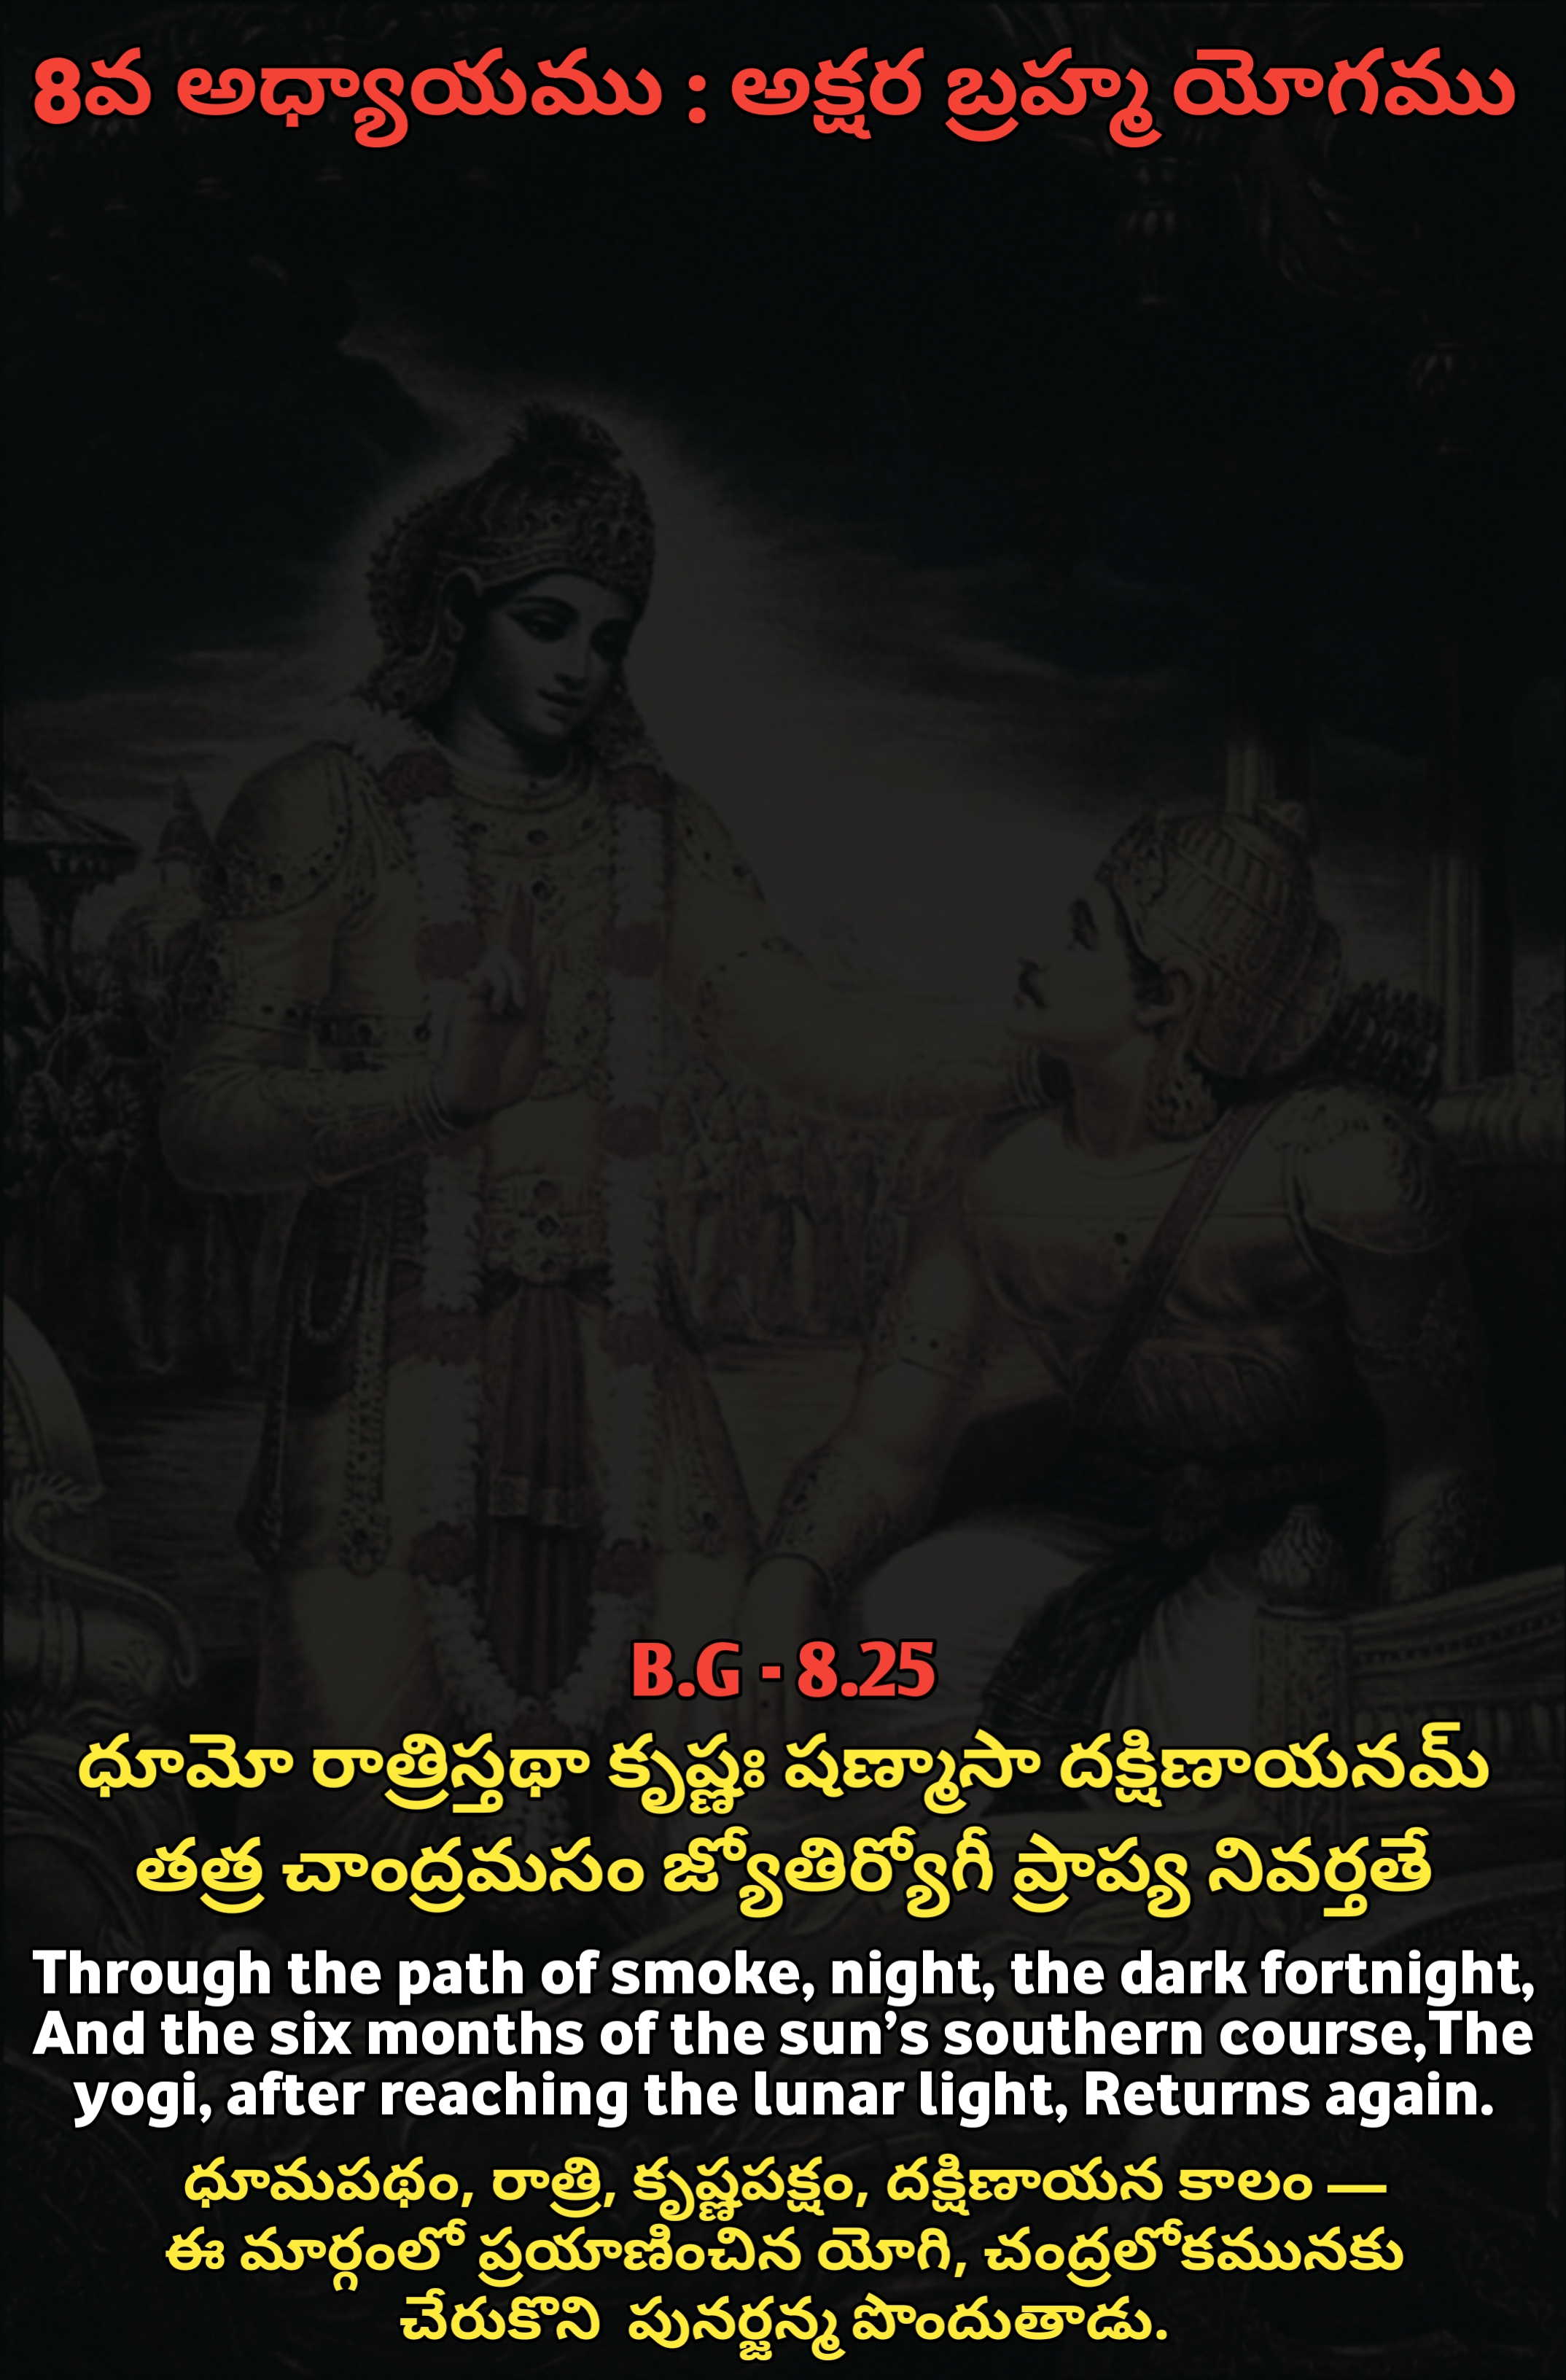 8వ అధ్యాయము : అక్షర బ్రహ్మ యోగము
B.G - 8.25
ధూమో రాత్రిస్తథా కృష్ణః షణ్మాసా దక్షిణాయనమ్
తత్ర చాంద్రమసం జ్యోతిర్యోగీ ప్రాప్య నివర్తతే
Through the path of smoke, night, the dark fortnight,
And the six months of the sun’s southern course,The
yogi, after reaching the lunar light, Returns again.
ధూమపథం, రాత్రి, కృష్ణపక్షం, దక్షిణాయన కాలం —
ఈ మార్గంలో ప్రయాణించిన యోగి, చంద్రలోకమునకు
చేరుకొని  పునర్జన్మ పొందుతాడు.